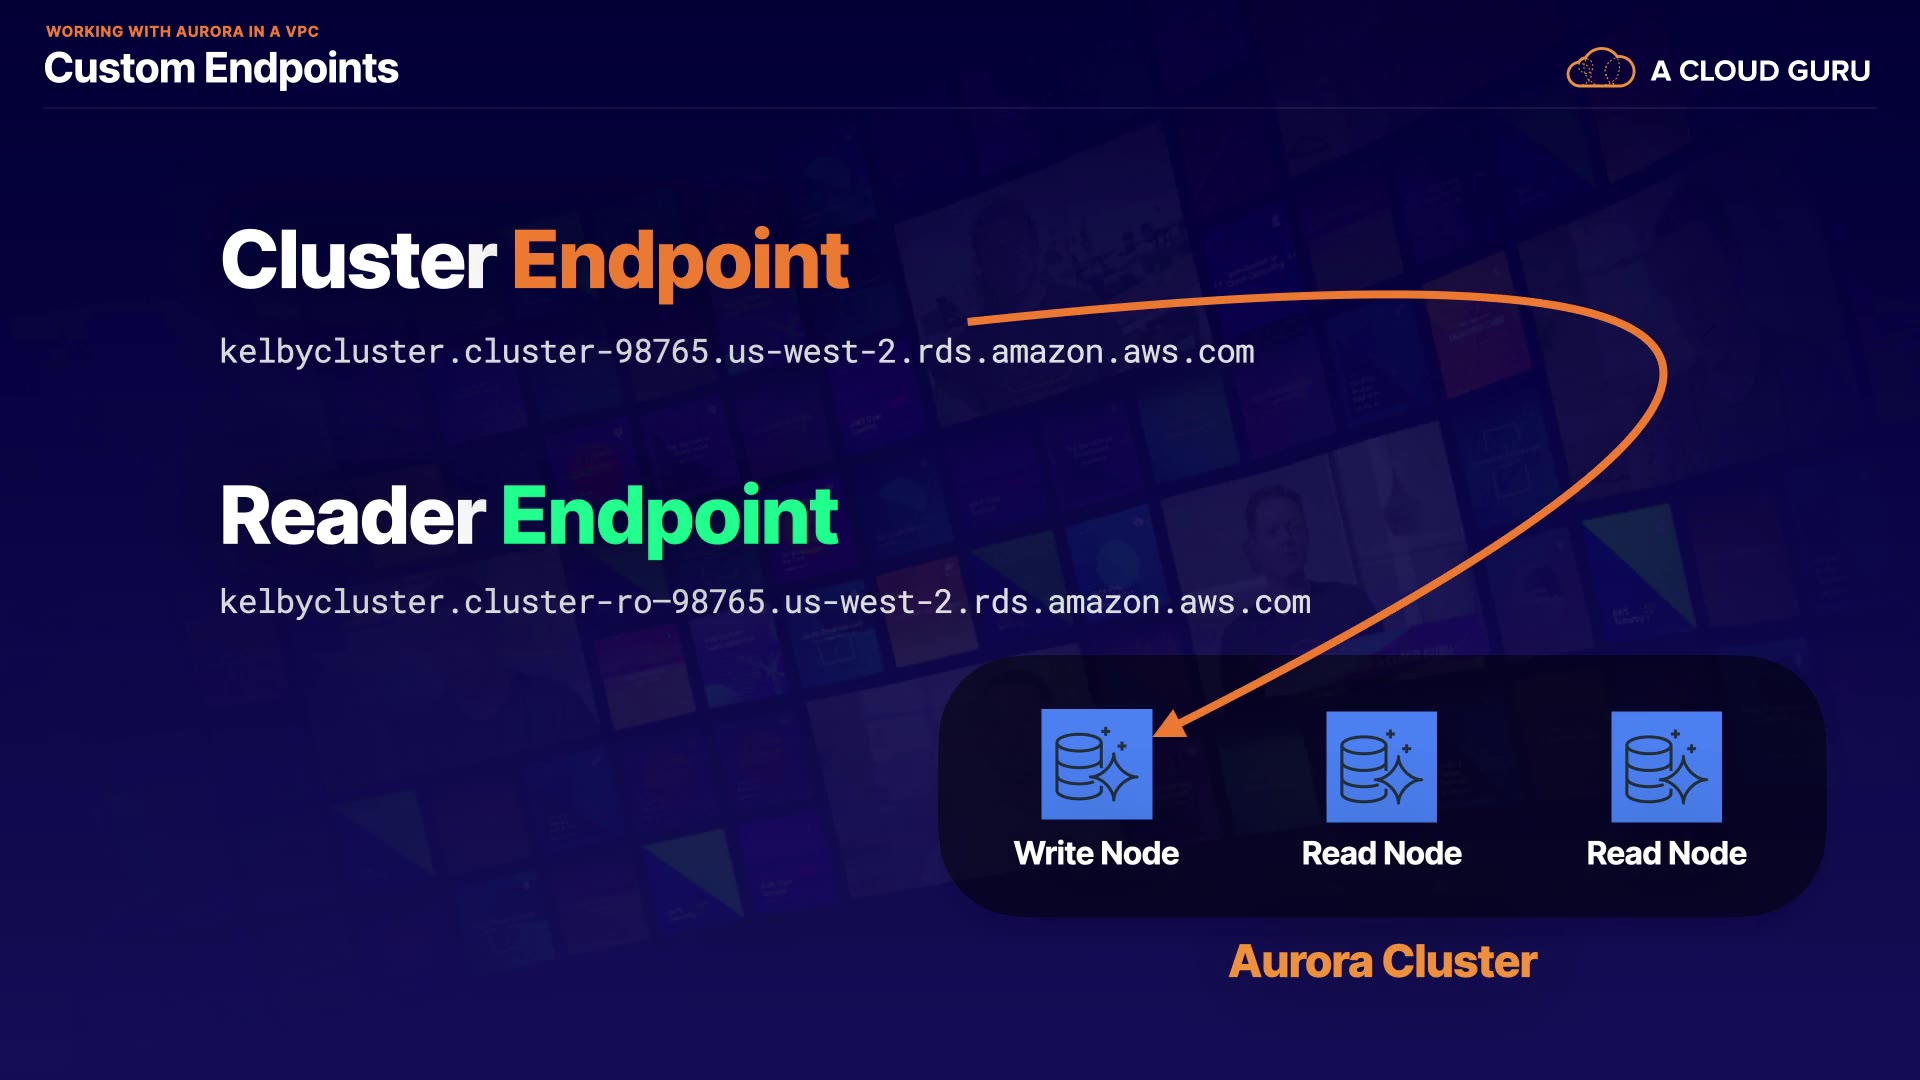 WORKING WITH AURORA IN A VPC
Custom Endpoints
A CLOUD GURU
Cluster Endpoint
kelbycluster.cluster-98765.us-west-2.rds.amazon.aws.com
Reader Endpoint
kelbycluster.cluster-ro–98765.us-west-2.rds.amazon.aws.com
Write Node
Read Node
Read Node
Aurora Cluster